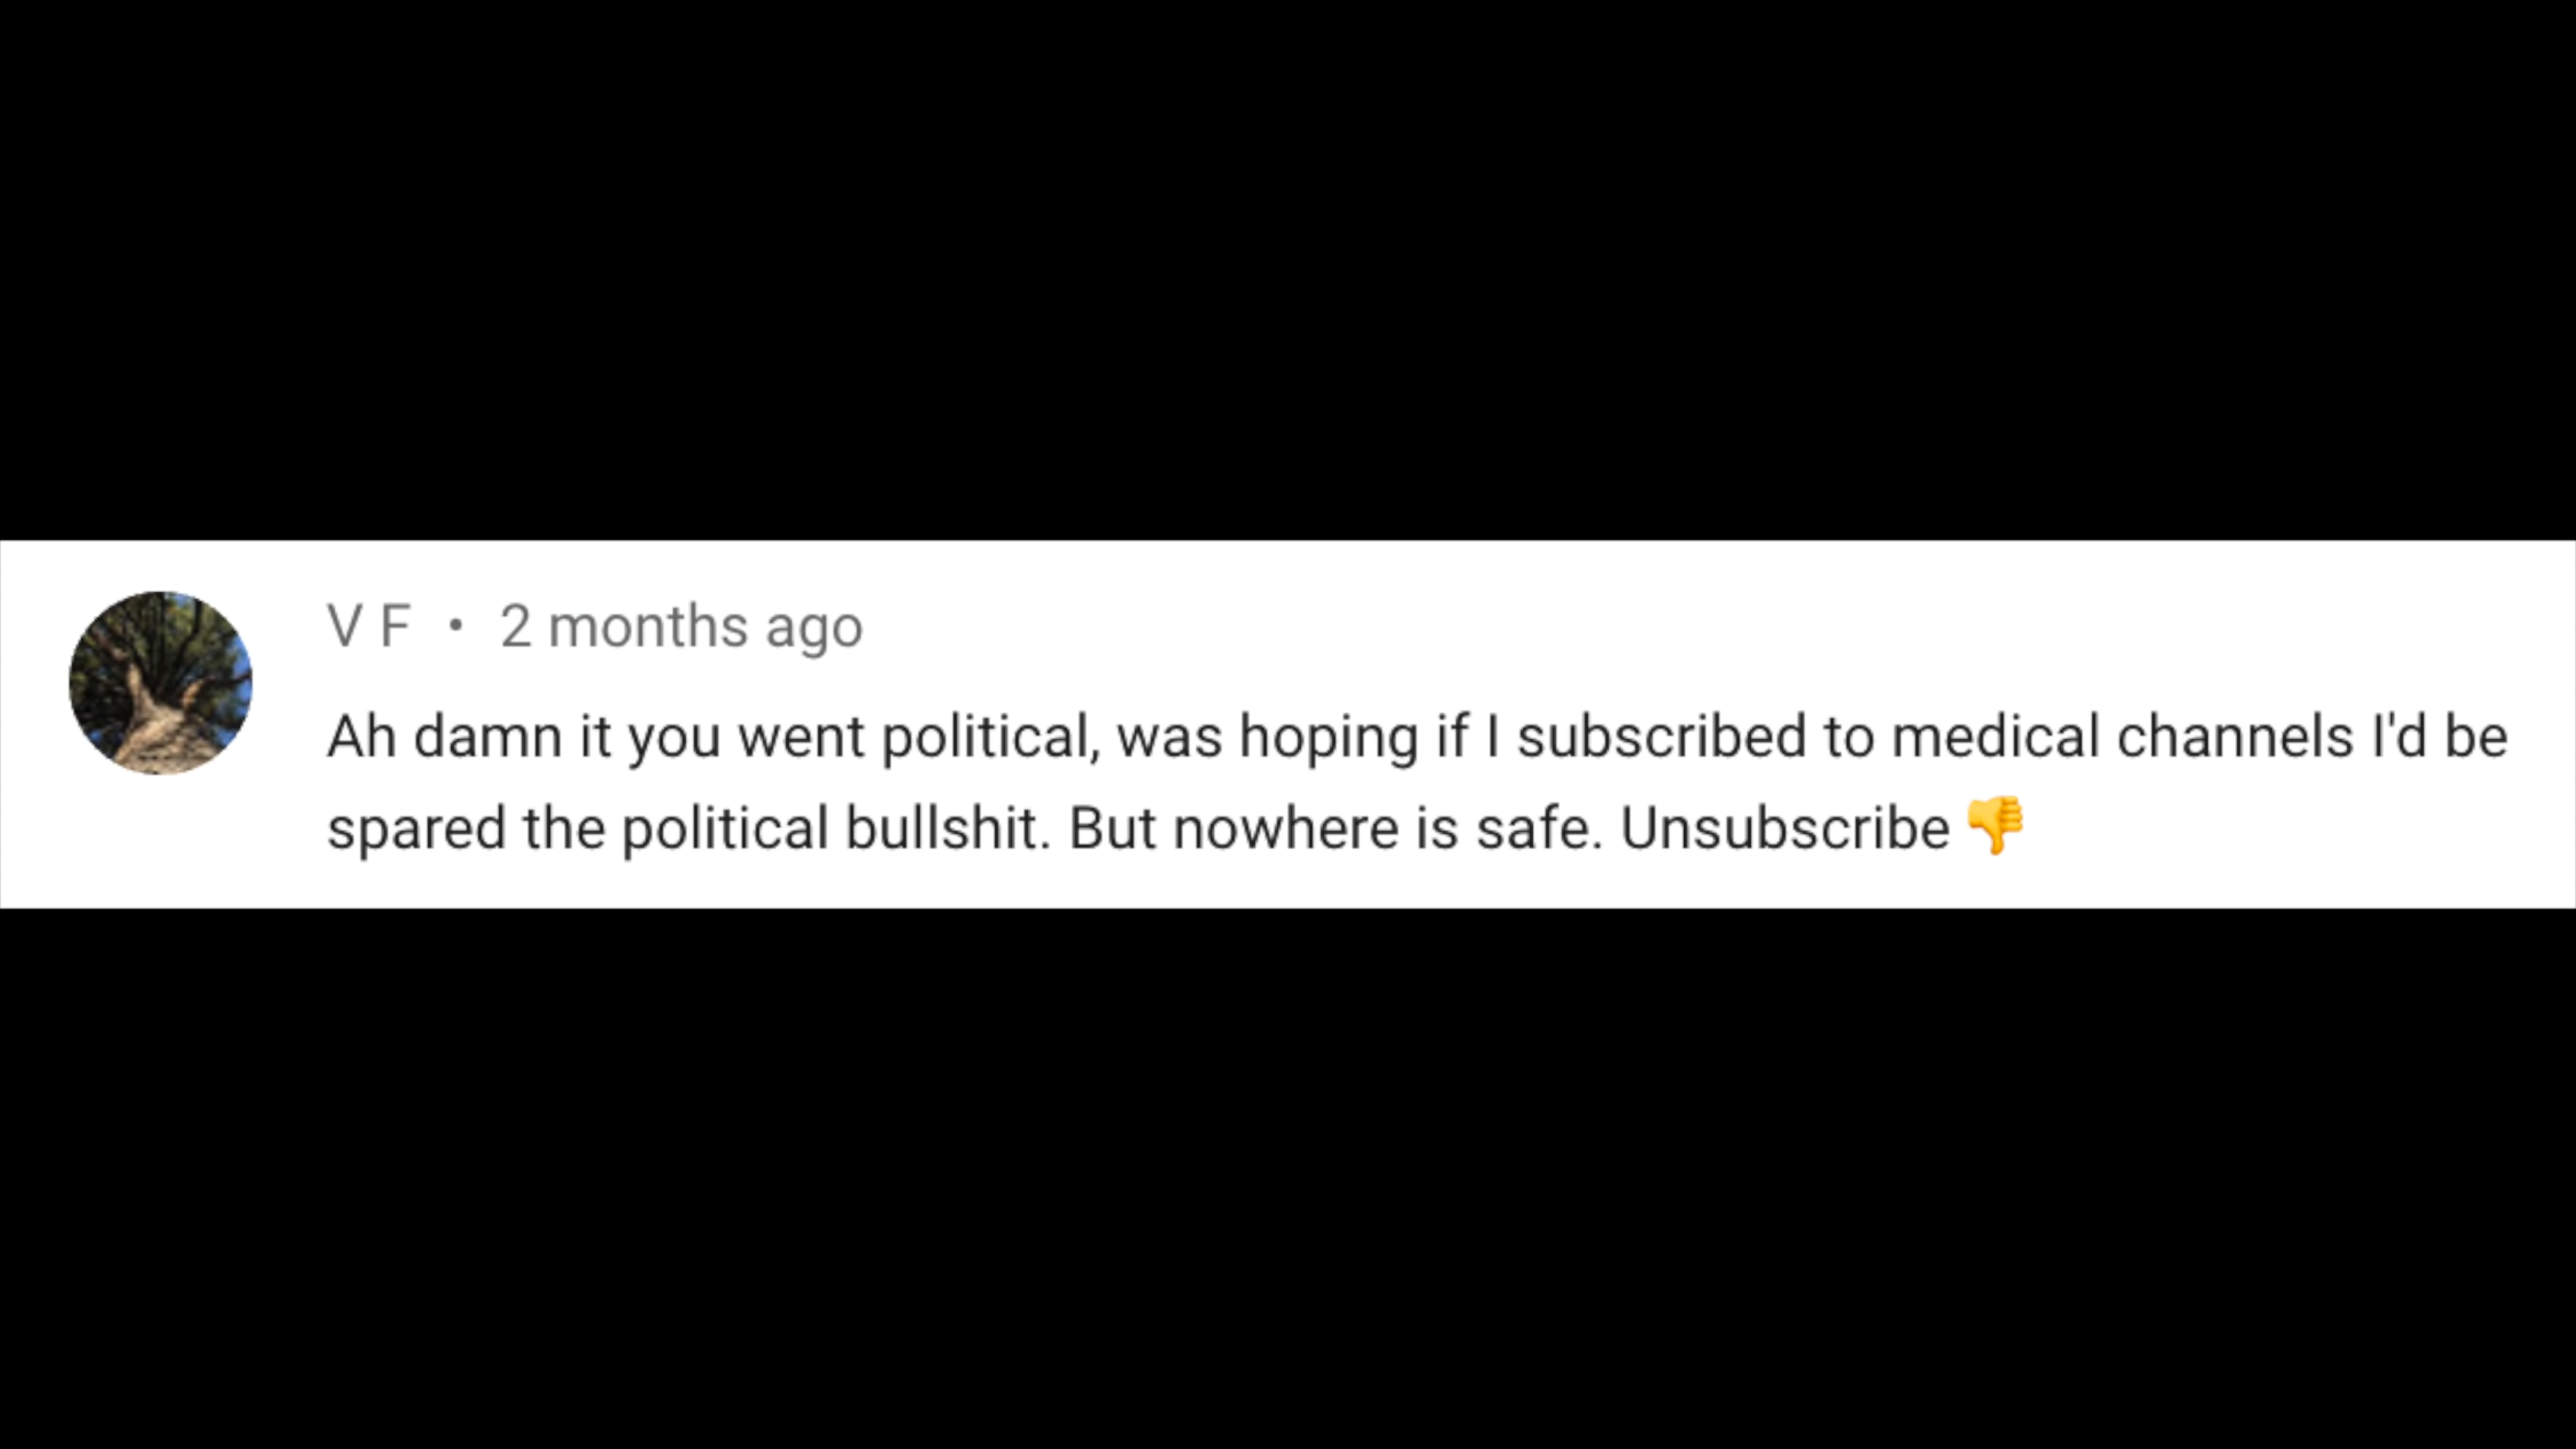 V F • 2 months ago
Ah damn it you went political, was hoping if I subscribed to medical channels I'd be
spared the political bullshit. But nowhere is safe. Unsubscribe 👎